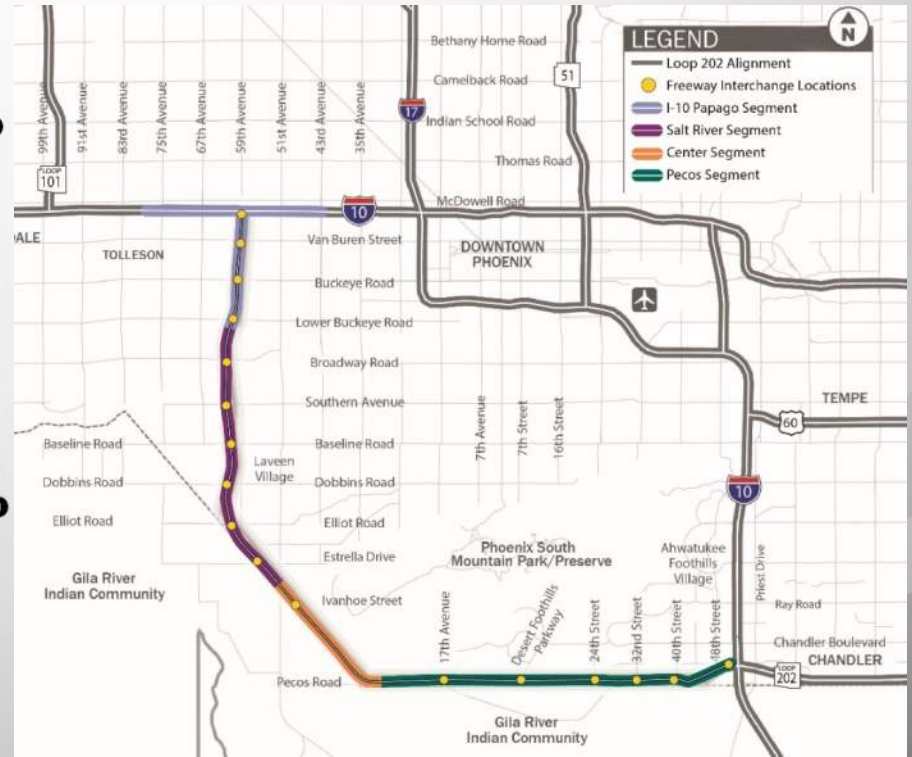 LEGEND
N
Loop 202 Alignment
Freeway Interchange Locations
I-10 Papago Segment
Salt River Segment
Center Segment
Pecos Segment
Bethany Home Road
Camelback Road
51
17
Indian School Road
Thomas Road
McDowell Road
99th Avenue
91st Avenue
83rd Avenue
75th Avenue
67th Avenue
59th Avenue
51st Avenue
43rd Avenue
35th Avenue
LOOP
101
10
DALE
TOLLESON
Van Buren Street
DOWNTOWN
PHOENIX
Buckeye Road
Lower Buckeye Road
Broadway Road
Southern Avenue
7th Avenue
7th Street
16th Street
TEMPE
60
Baseline Road
Baseline Road
Laveen
Village
Dobbins Road
Dobbins Road
10
Elliot Road
Elliot Road
Estrella Drive
Phoenix South
Mountain Park/Preserve
Ahwatukee
Foothills
Village
Priest Drive
Gila River
Indian Community
Ivanhoe Street
17th Avenue
Desert Foothills
Parkway
24th Street
32nd Street
40th Street
48th Street
Ray Road
Chandler Boulevard
CHANDLER
LOOP
202
Pecos Road
Gila River
Indian Community